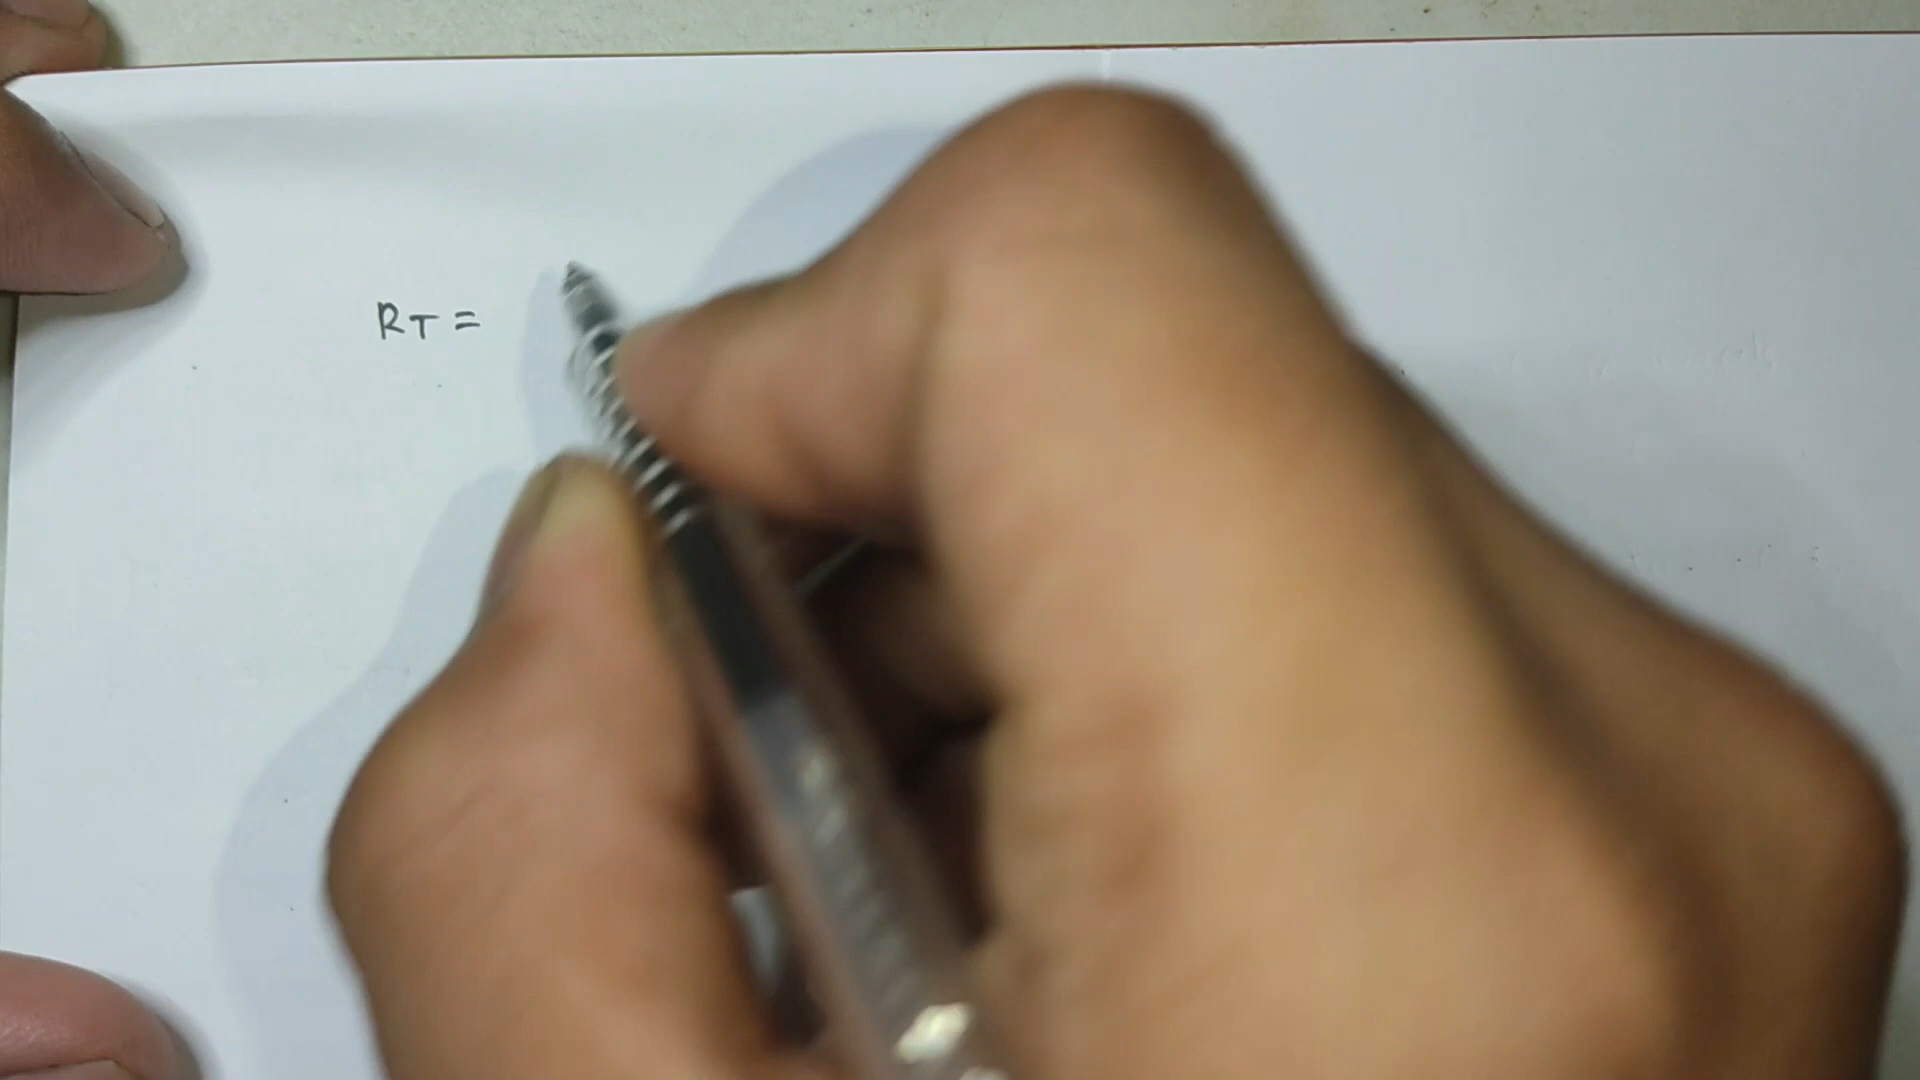 RT =